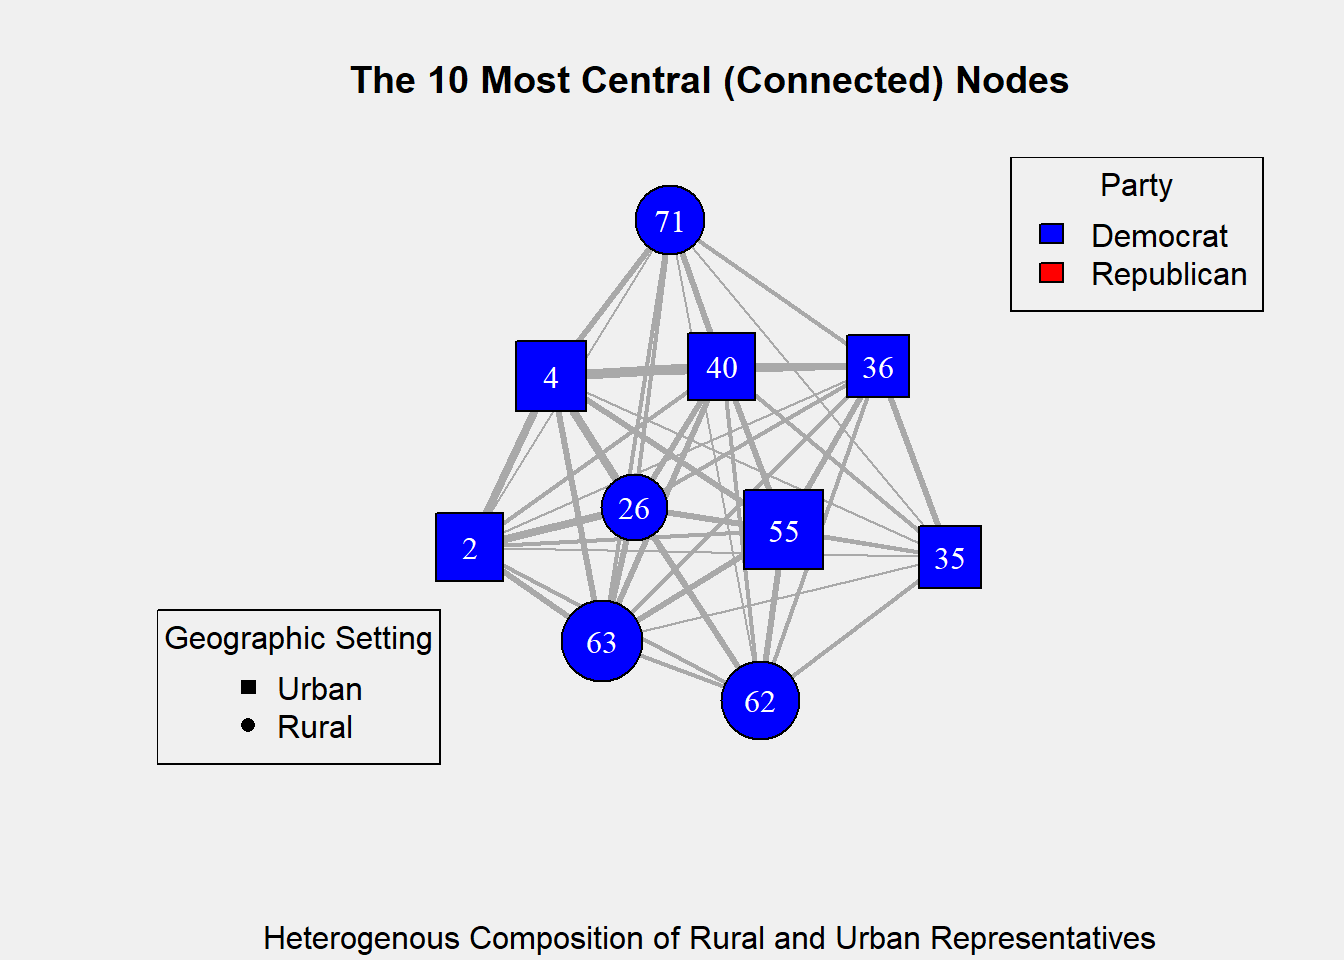 The 10 Most Central (Connected) Nodes
Party
Democrat
Republican
71
4
40
36
26
55
2
35
63
62
Geographic Setting
Urban
Rural
Heterogenous Composition of Rural and Urban Representatives